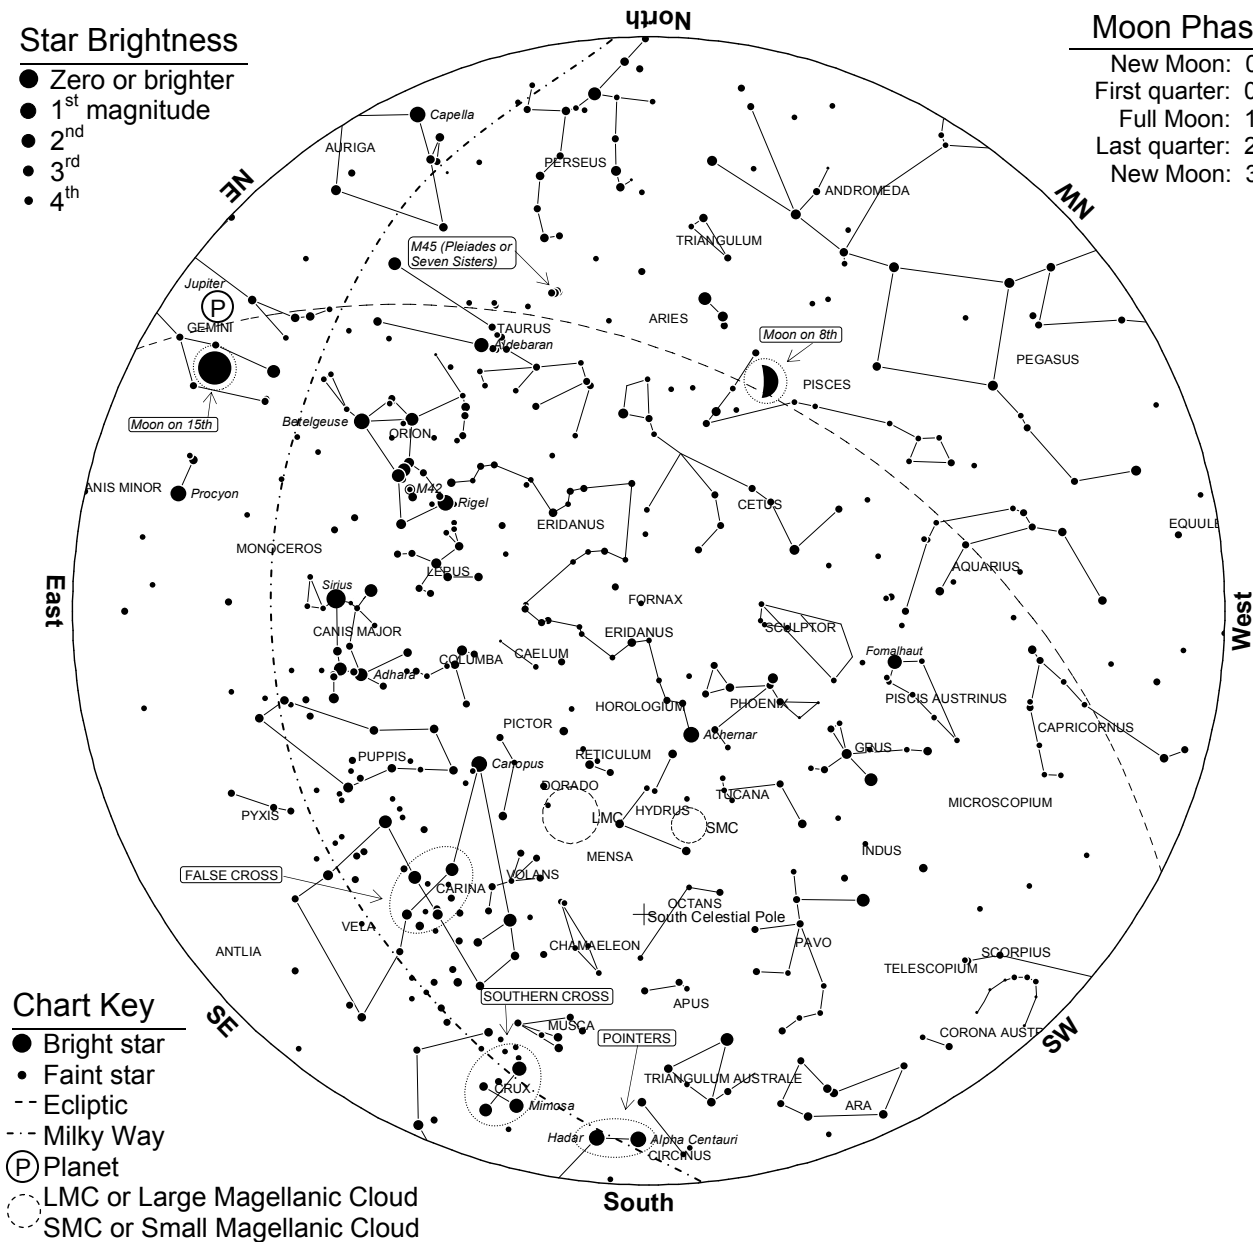 North
Star Brightness
Zero or brighter
1st magnitude
2nd
3rd
4th
Moon Phas
New Moon: 0
First quarter: 0
Full Moon: 1
Last quarter: 2
New Moon: 3
NE
NW
Capella
AURIGA
PERSEUS
ANDROMEDA
TRIANGULUM
M45 (Pleiades or
Seven Sisters)
Jupiter
P
GEMINI
TAURUS
Aldebaran
ARIES
Moon on 8th
PEGASUS
PISCES
Moon on 15th
Betelgeuse
ORION
ANIS MINOR
Procyon
M42
Rigel
ERIDANUS
CETUS
EQUULE
MONOCEROS
LEPUS
AQUARIUS
East
Sirius
FORNAX
West
CANIS MAJOR
ERIDANUS
SCULPTOR
COLUMBA
CAELUM
Fomalhaut
Adhara
HOROLOGIUM
PHOENIX
PISCIS AUSTRINUS
PICTOR
Achernar
CAPRICORNUS
PUPPIS
Canopus
RETICULUM
GRUS
DORADO
TUCANA
MICROSCOPIUM
PYXIS
LMC
HYDRUS
SMC
MENSA
INDUS
FALSE CROSS
CARINA
VOLANS
OCTANS
South Celestial Pole
VELA
CHAMAELEON
PAVO
ANTLIA
TELESCOPIUM
SCORPIUS
SOUTHERN CROSS
APUS
SE
MUSCA
POINTERS
CORONA AUST
SW
CRUX
TRIANGULUM AUSTRALE
Mimosa
ARA
Hadar
Alpha Centauri
CIRCINUS
South
Chart Key
Bright star
Faint star
Ecliptic
Milky Way
P Planet
LMC or Large Magellanic Cloud
SMC or Small Magellanic Cloud